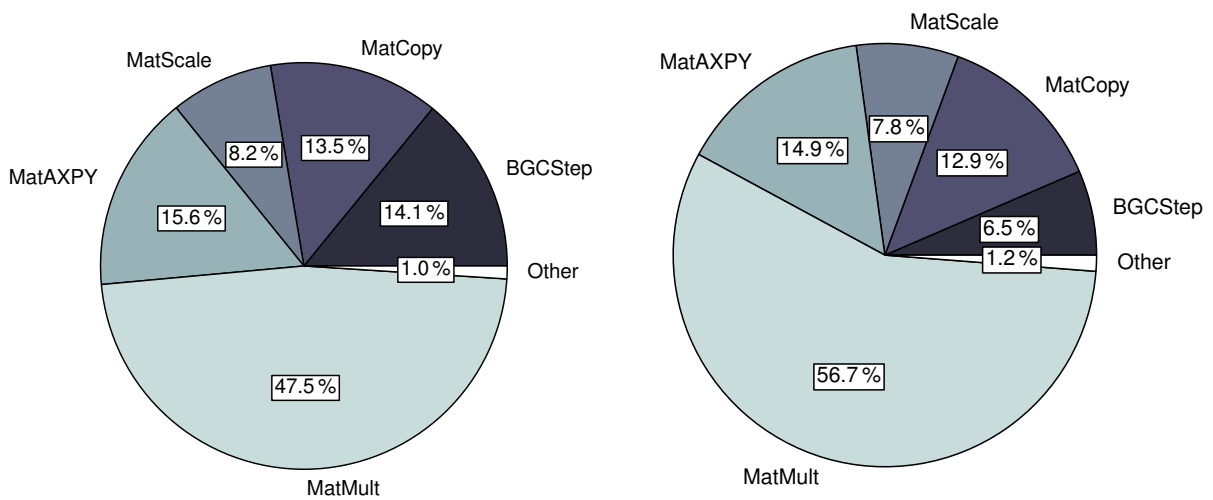 MatScale
MatCopy
MatAXPY
BGCStep
8.2 %
13.5 %
15.6 %
14.1 %
1.0 %
Other
47.5 %
MatMult
MatScale
MatAXPY
MatCopy
7.8 %
14.9 %
12.9 %
BGCStep
6.5 %
1.2 %
Other
56.7 %
MatMult